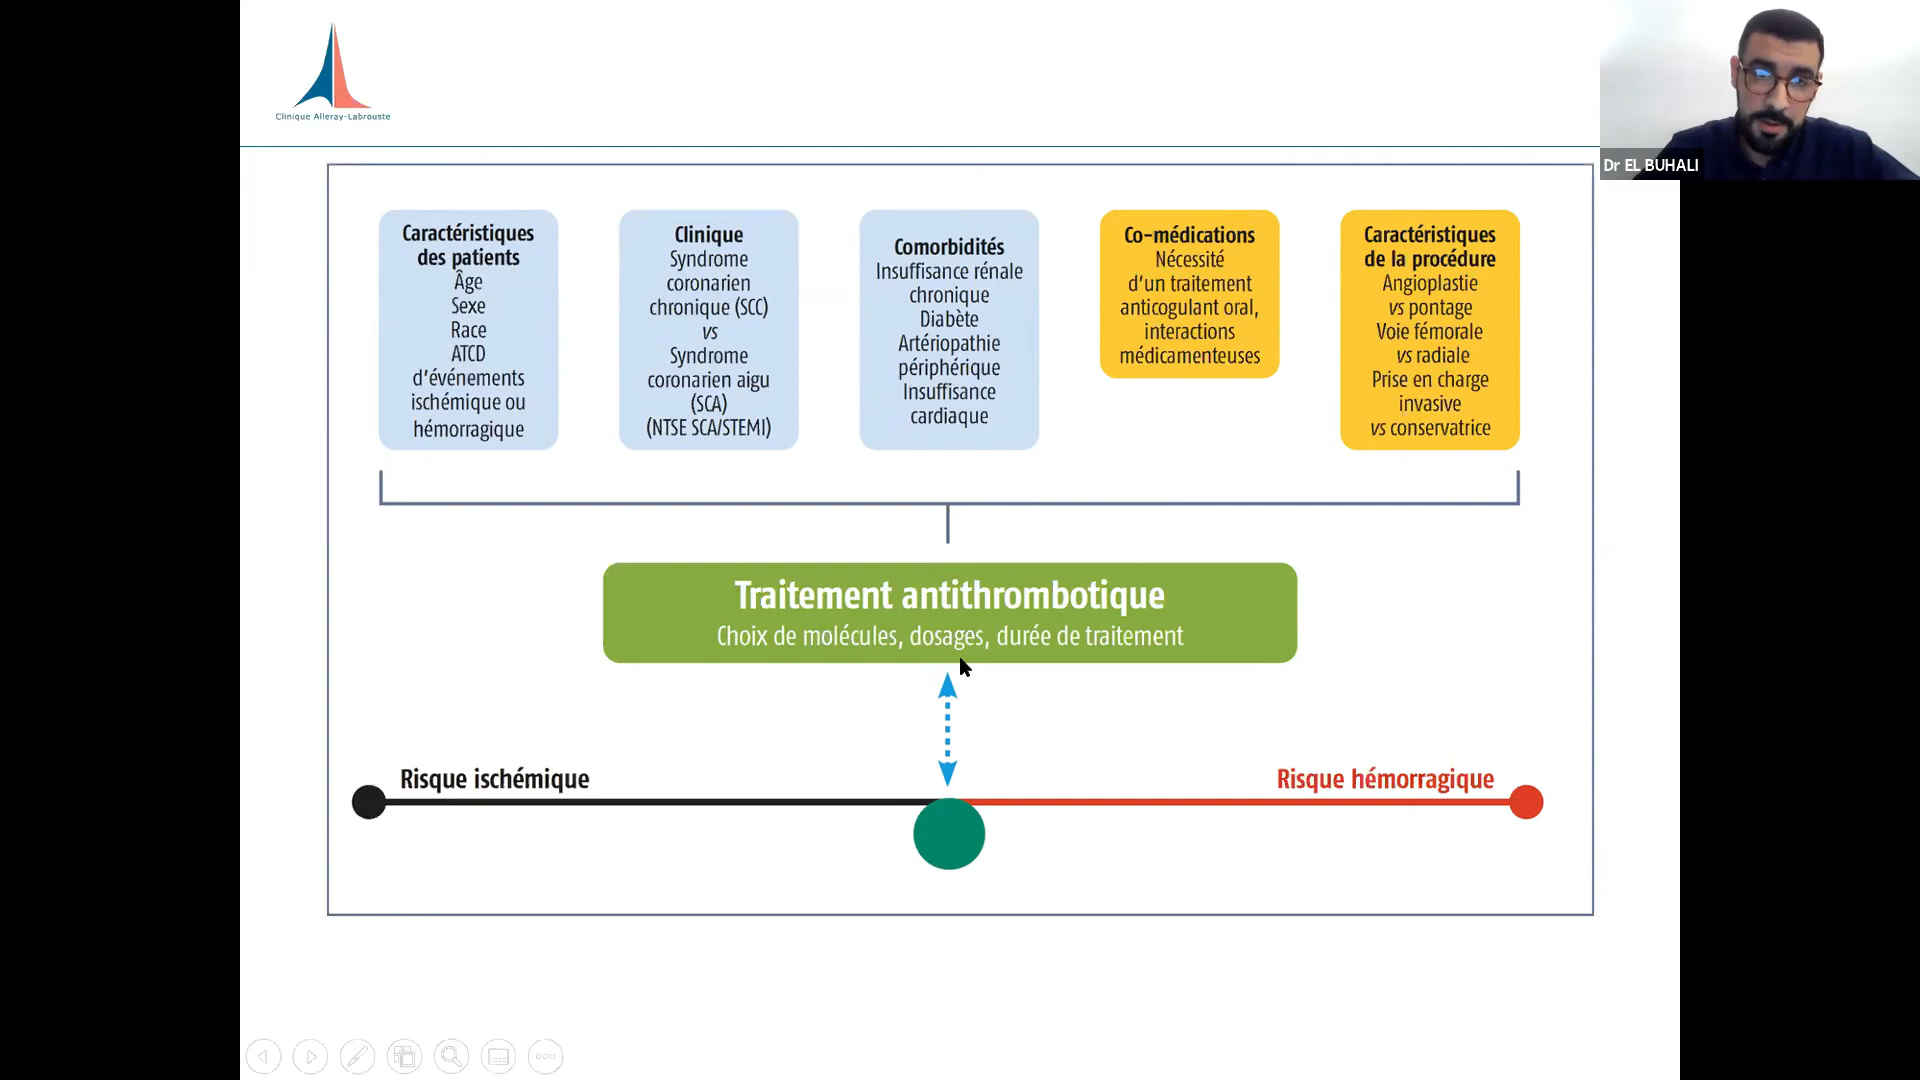 Clinique Alleray-Labrouste
Dr EL BUHALI
Caractéristiques
des patients
Âge
Sexe
Race
ATCD
d'événements
ischémique ou
hémorragique
Clinique
Syndrome
coronarien
chronique (SCC)
vs
Syndrome
coronarien aigu
(SCA)
(NTSE SCA/STEMI)
Comorbidités
Insuffisance rénale
chronique
Diabète
Artériopathie
périphérique
Insuffisance
cardiaque
Co-médications
Nécessité
d'un traitement
anticogulant oral,
interactions
médicamenteuses
Caractéristiques
de la procédure
Angioplastie
vs pontage
Voie fémorale
vs radiale
Prise en charge
invasive
vs conservatrice
Traitement antithrombotique
Choix de molécules, dosages, durée de traitement
Risque ischémique
Risque hémorragique